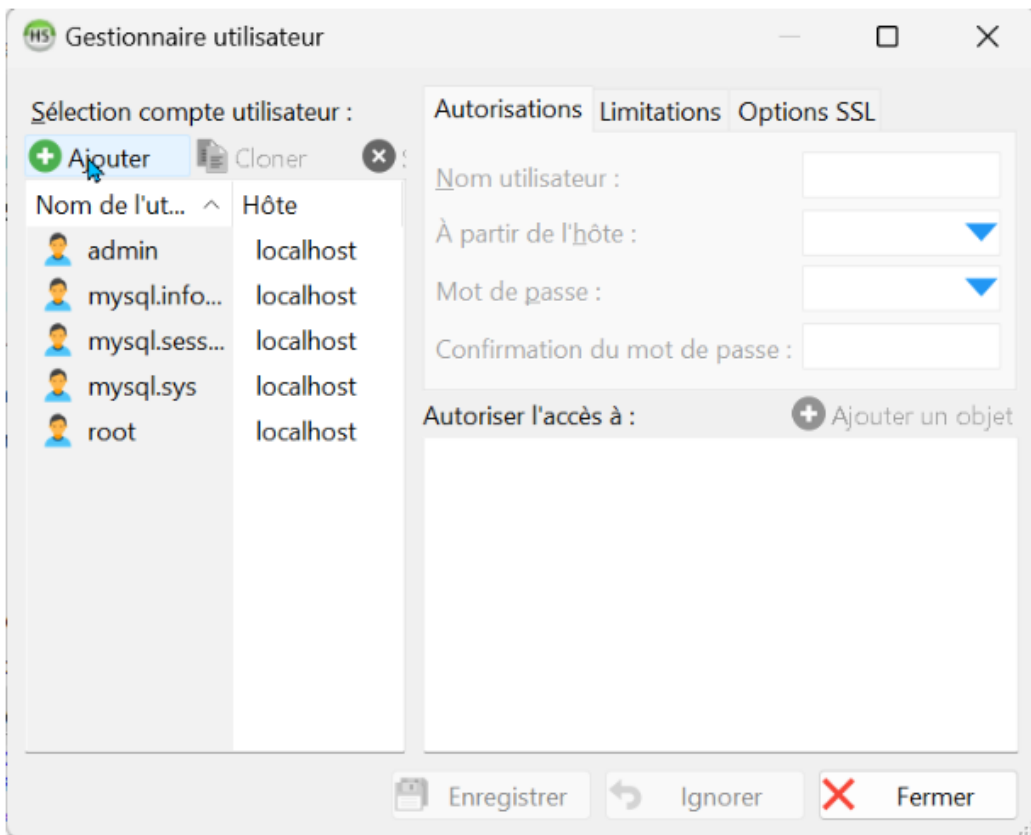 HS Gestionnaire utilisateur
Sélection compte utilisateur :
Ajouter Cloner
Nom de l'ut... Hôte
admin localhost
mysql.info... localhost
mysql.sess... localhost
mysql.sys localhost
root localhost
Autorisations Limitations Options SSL
Nom utilisateur :
À partir de l'hôte :
Mot de passe :
Confirmation du mot de passe :
Autoriser l'accès à : Ajouter un objet
Enregistrer Ignorer Fermer